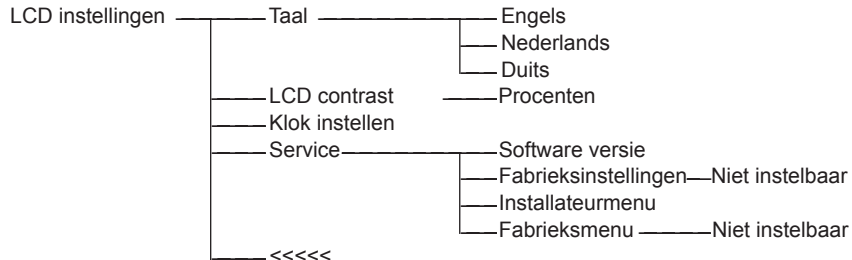 LCD instellingen Taal Engels
Nederlands
Duits
LCD contrast Procenten
Klok instellen
Service Software versie
Fabrieksinstellingen Niet instelbaar
Installateurmenu
Fabrieksmenu Niet instelbaar
<<<<<